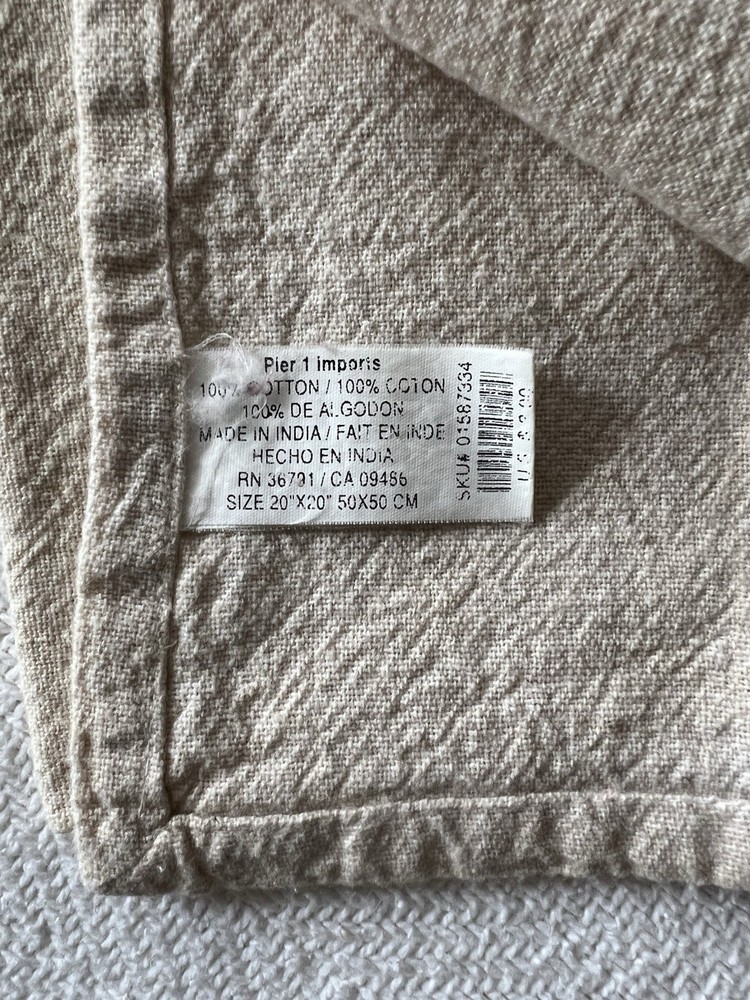 Pier 1 imports
100% COTTON / 100% COTON
100% DE ALGODON
MADE IN INDIA / FAIT EN INDE
HECHO EN INDIA
RN 36791 / CA 09486
SIZE 20"X20" 50X50 CM
SKU# 01587334